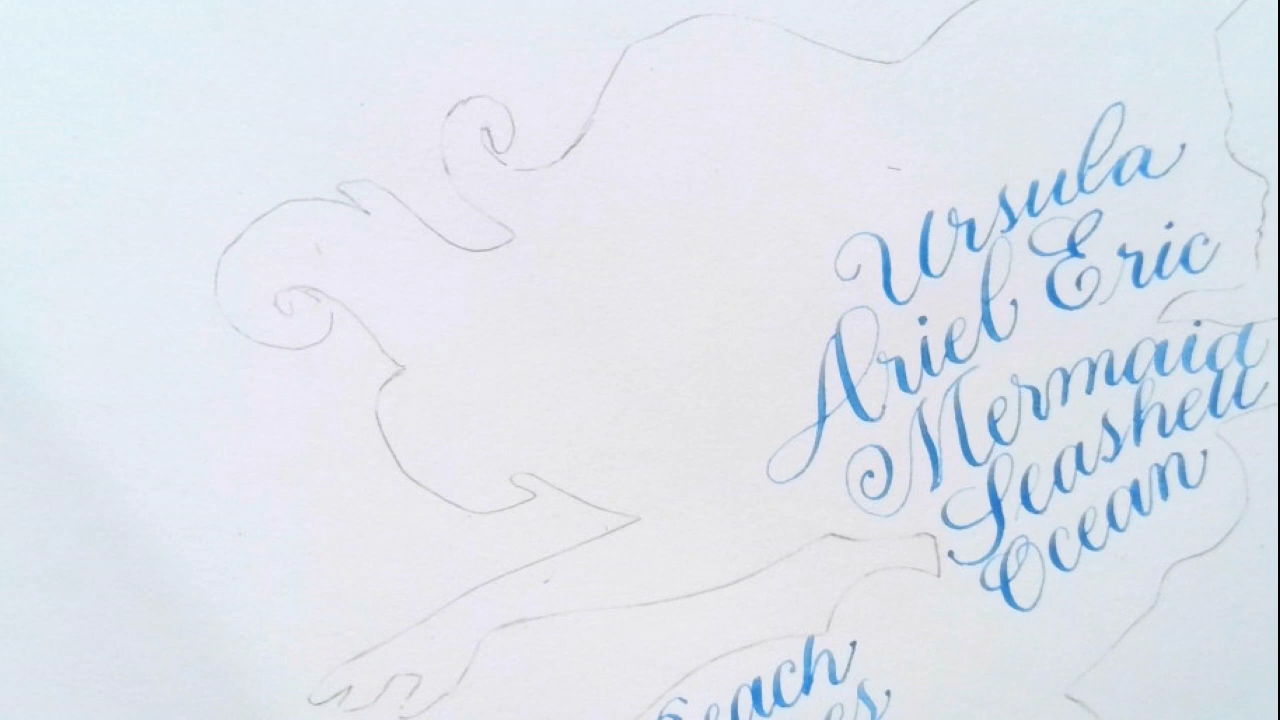 Ursula
Ariel Eric
Mermaid
Seashell
Ocean
Beach